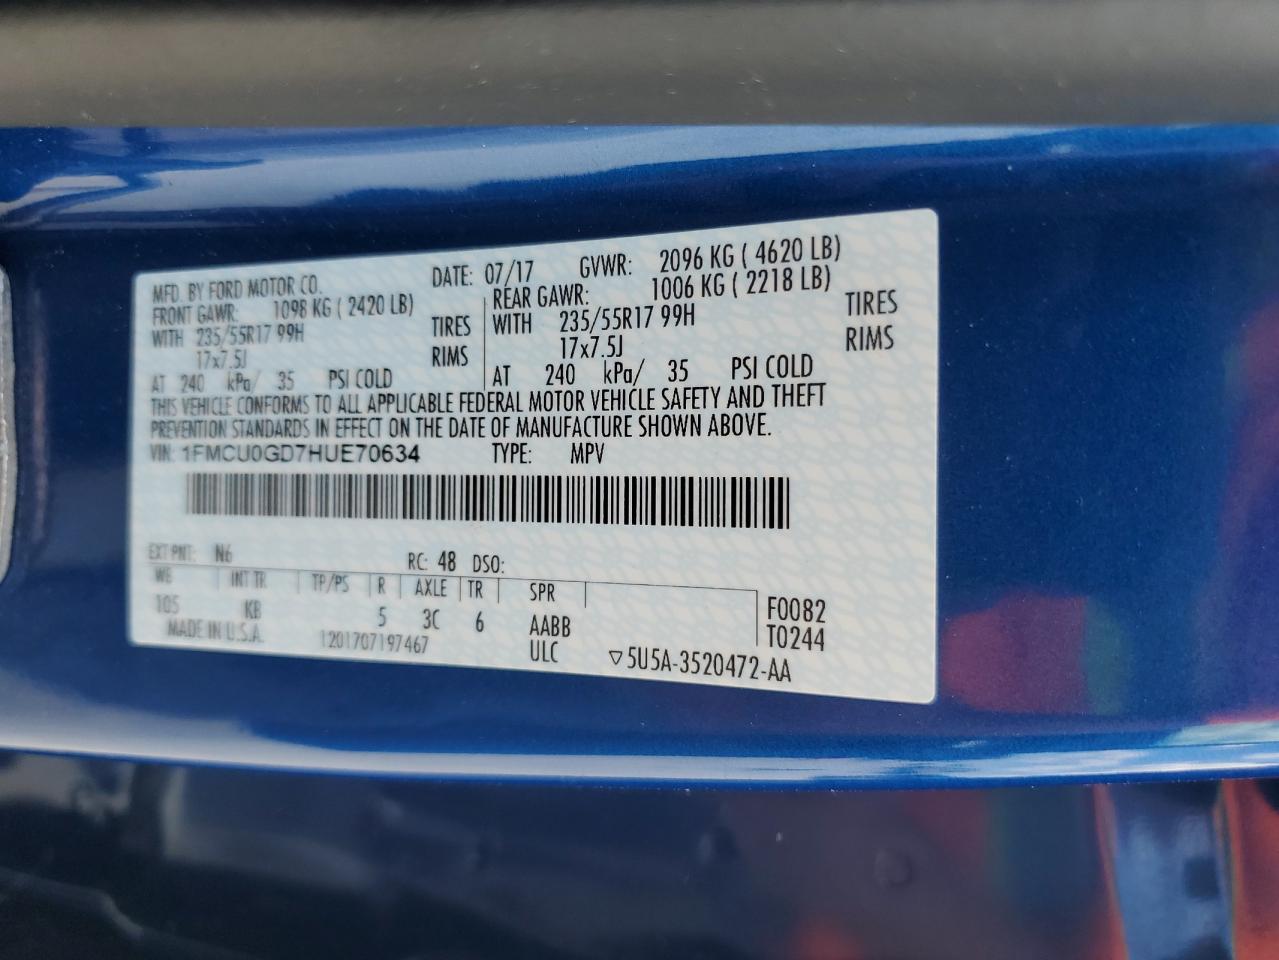 MFD. BY FORD MOTOR CO. DATE: 07/17 GVWR: 2096 KG ( 4620 LB)
FRONT GAWR: 1098 KG ( 2420 LB) REAR GAWR: 1006 KG ( 2218 LB)
WITH 235/55R17 99H TIRES WITH 235/55R17 99H TIRES
17x7.5J RIMS 17x7.5J RIMS
AT 240 kPa/ 35 PSI COLD AT 240 kPa/ 35 PSI COLD
THIS VEHICLE CONFORMS TO ALL APPLICABLE FEDERAL MOTOR VEHICLE SAFETY AND THEFT
PREVENTION STANDARDS IN EFFECT ON THE DATE OF MANUFACTURE SHOWN ABOVE.
VIN: 1FMCU0GD7HUE70634 TYPE: MPV
EXT PNT: N6 RC: 48 DSO:
WB INT TR TP/PS R AXLE TR SPR
105 KB 5 3C 6 AABB F0082
MADE IN U.S.A. 1201707197467 ULC T0244
▽5U5A-3520472-AA